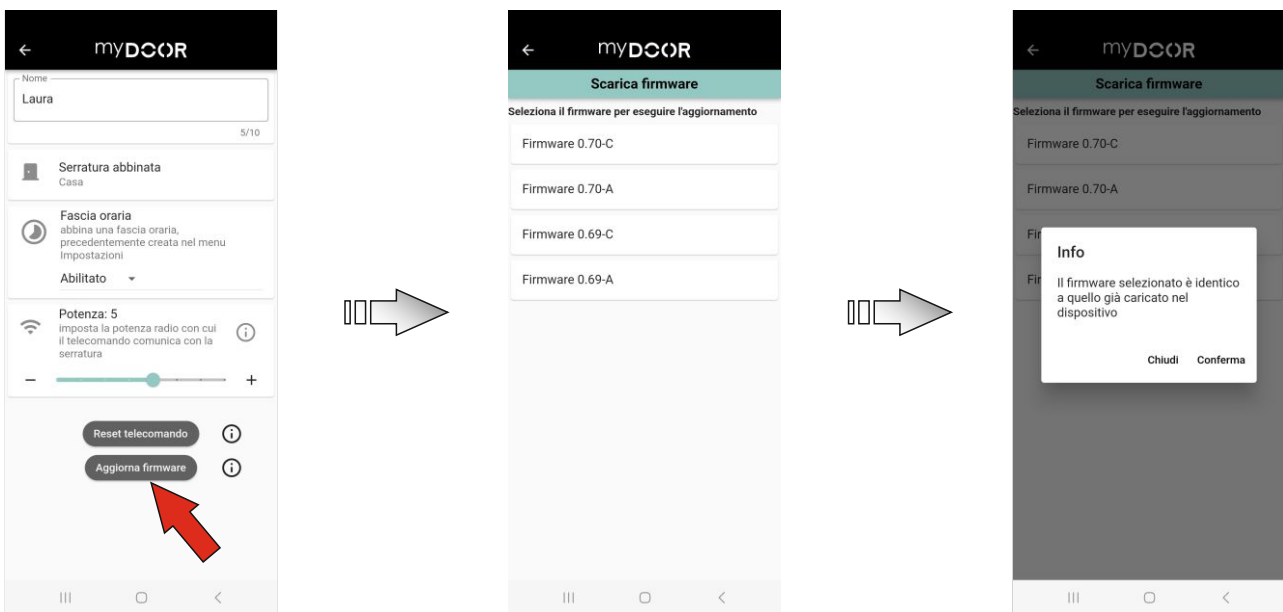 myDOOR
Nome
Laura
5/10
Serratura abbinata
Casa
Fascia oraria
abbina una fascia oraria,
precedentemente creata nel menu
Impostazioni
Abilitato
Potenza: 5
imposta la potenza radio con cui
il telecomando comunica con la
serratura
Reset telecomando
Aggiorna firmware
myDOOR
Scarica firmware
Seleziona il firmware per eseguire l'aggiornamento
Firmware 0.70-C
Firmware 0.70-A
Firmware 0.69-C
Firmware 0.69-A
myDOOR
Scarica firmware
Seleziona il firmware per eseguire l'aggiornamento
Firmware 0.70-C
Firmware 0.70-A
Fir
Fir
Info
Il firmware selezionato è identico
a quello già caricato nel
dispositivo
Chiudi Conferma